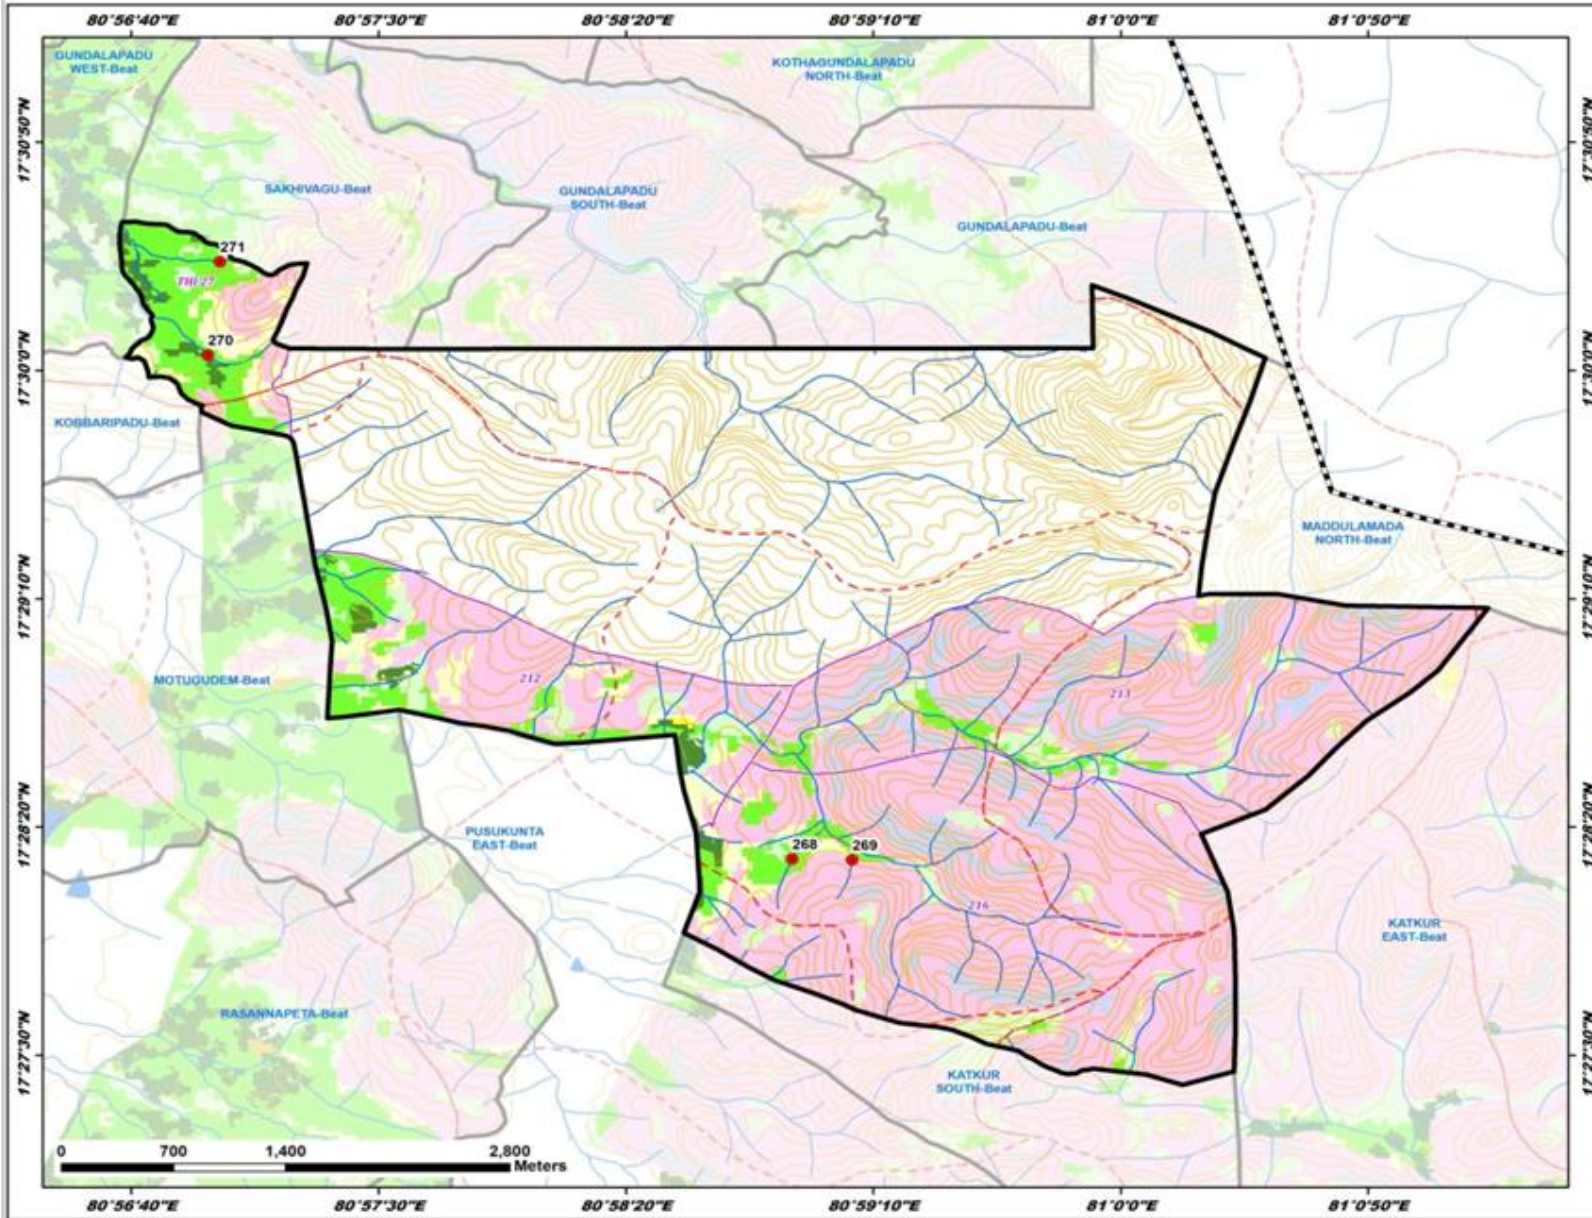 80°56'40"E 80°57'30"E 80°58'20"E 80°59'10"E 81°0'0"E 81°0'50"E
GUNDALAPADU
WEST-Beat
KOTHAGUNDALAPADU
NORTH-Beat
17°30'50"N 17°30'50"N
SAKHIVAGU-Beat
GUNDALAPADU
SOUTH-Beat
GUNDALAPADU-Beat
271
THF27
270
17°30'0"N 17°30'0"N
KOBBARIPADU-Beat
MADDULAMADA
NORTH-Beat
17°29'10"N 17°29'10"N
MOTUGUDEM-Beat
212
213
17°28'20"N 17°28'20"N
PUSUKUNTA
EAST-Beat
268 269
216
KATKUR
EAST-Beat
RASANNAPETA-Beat
17°27'30"N 17°27'30"N
KATKUR
SOUTH-Beat
0 700 1,400 2,800
Meters
80°56'40"E 80°57'30"E 80°58'20"E 80°59'10"E 81°0'0"E 81°0'50"E